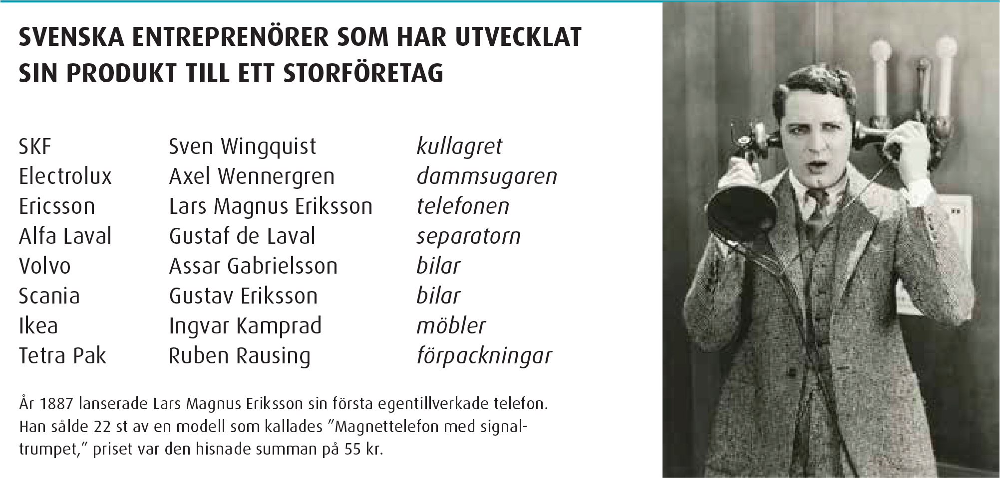 SVENSKA ENTREPRENÖRER SOM HAR UTVECKLAT
SIN PRODUKT TILL ETT STORFÖRETAG
SKF Sven Wingquist kullagret
Electrolux Axel Wennergren dammsugaren
Ericsson Lars Magnus Eriksson telefonen
Alfa Laval Gustaf de Laval separatorn
Volvo Assar Gabrielsson bilar
Scania Gustav Eriksson bilar
Ikea Ingvar Kamprad möbler
Tetra Pak Ruben Rausing förpackningar
År 1887 lanserade Lars Magnus Eriksson sin första egentillverkade telefon.
Han sålde 22 st av en modell som kallades ”Magnettelefon med signal-
trumpet,” priset var den hisnade summan på 55 kr.